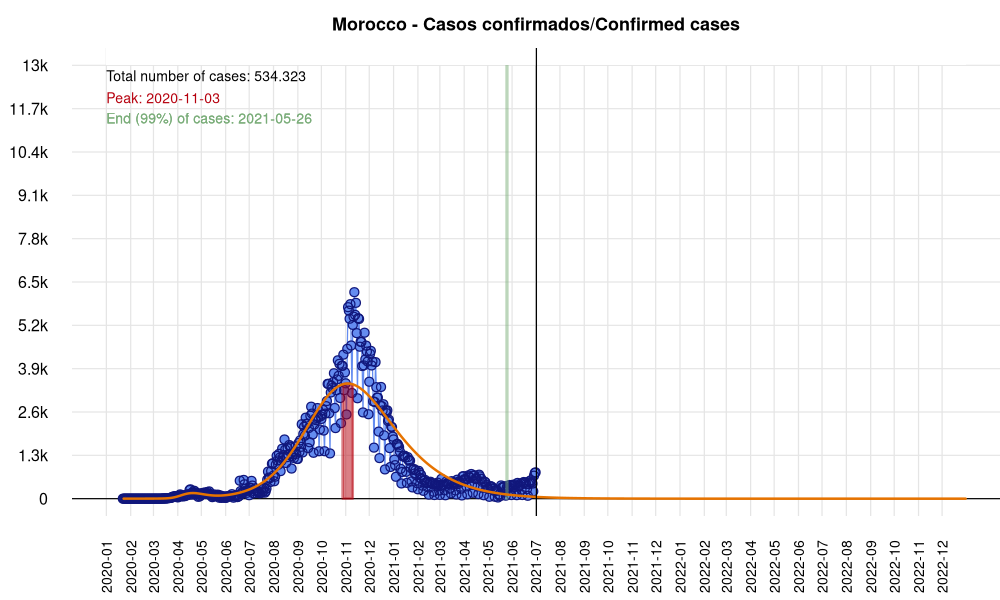 Morocco - Casos confirmados/Confirmed cases
Total number of cases: 534.323
Peak: 2020-11-03
End (99%) of cases: 2021-05-26
13k
11.7k
10.4k
9.1k
7.8k
6.5k
5.2k
3.9k
2.6k
1.3k
0
2020-01
2020-02
2020-03
2020-04
2020-05
2020-06
2020-07
2020-08
2020-09
2020-10
2020-11
2020-12
2021-01
2021-02
2021-03
2021-04
2021-05
2021-06
2021-07
2021-08
2021-09
2021-10
2021-11
2021-12
2022-01
2022-02
2022-03
2022-04
2022-05
2022-06
2022-07
2022-08
2022-09
2022-10
2022-11
2022-12